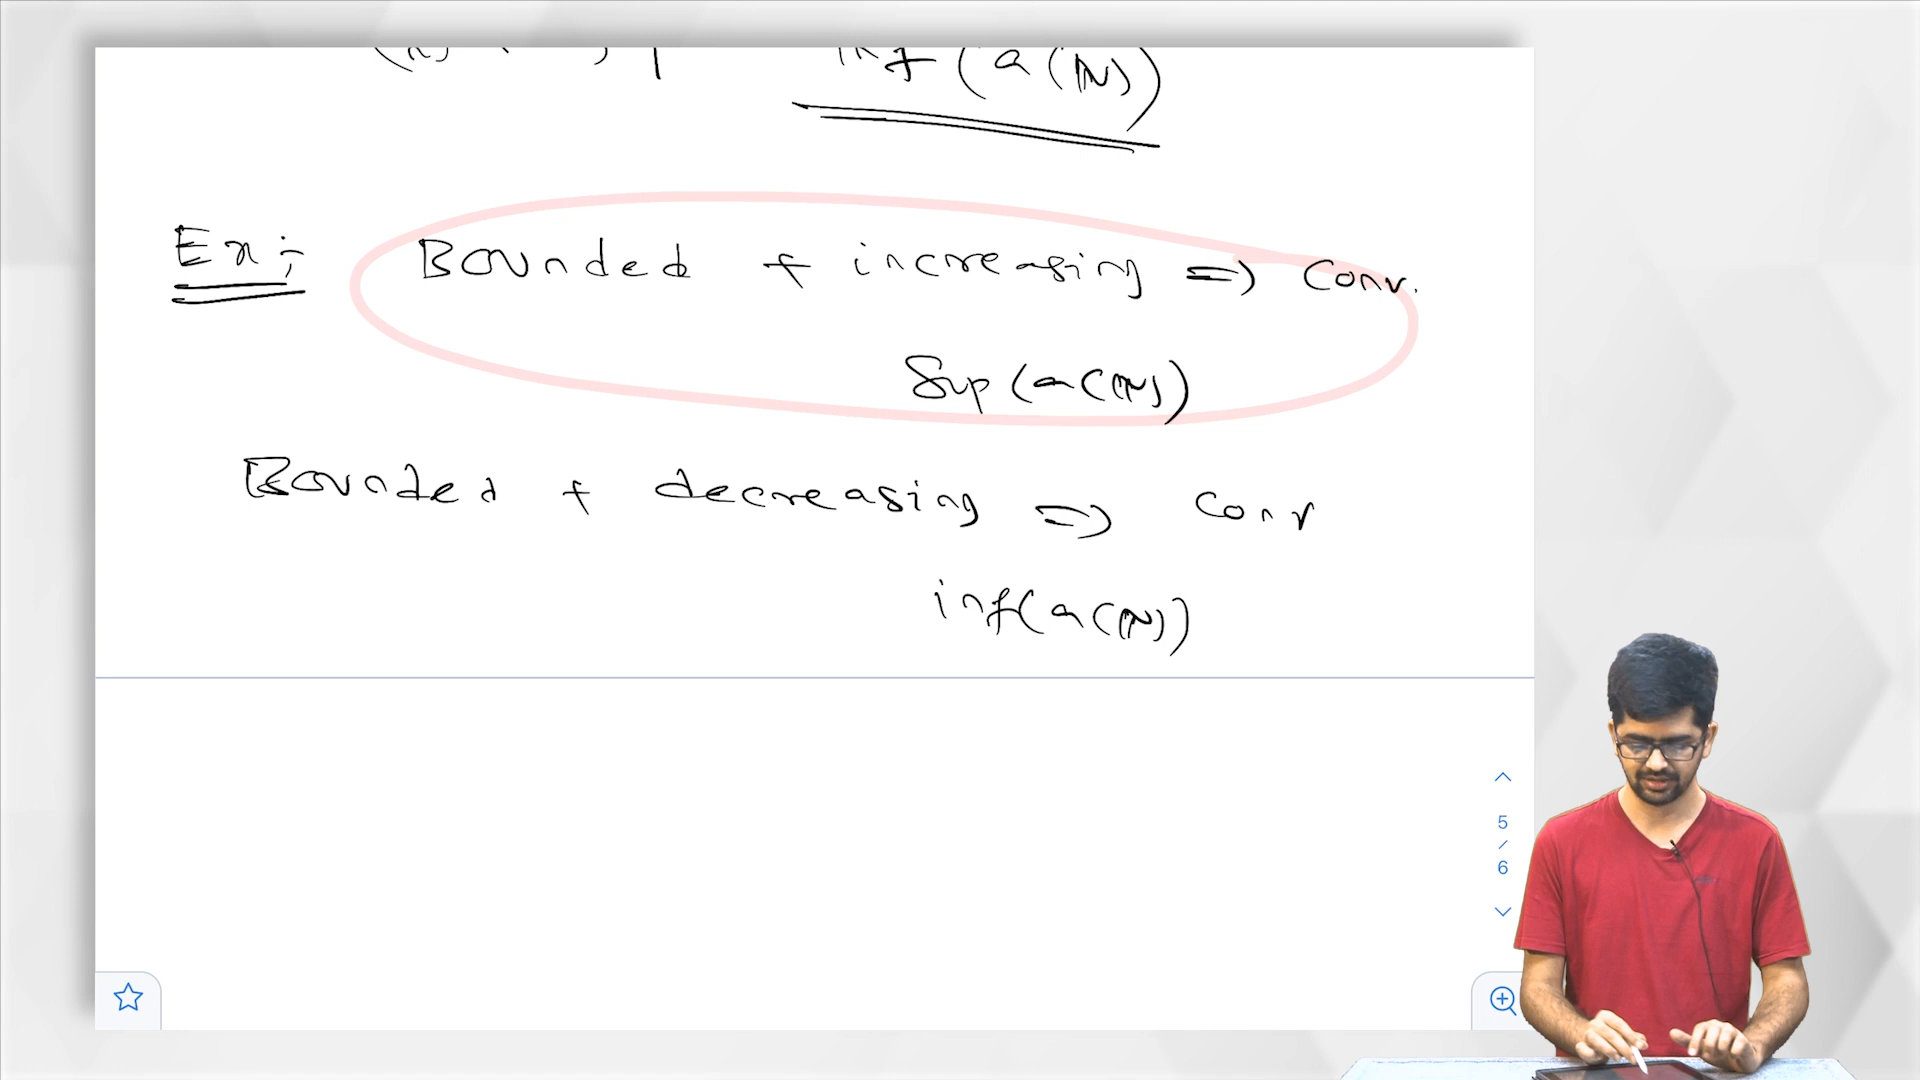 inf (a(ℕ))
Ex: Bounded + increasing ⇒ Conv.
Sup (a(ℕ))
Bounded + decreasing ⇒ Conv
inf(a(ℕ))
5
/
6